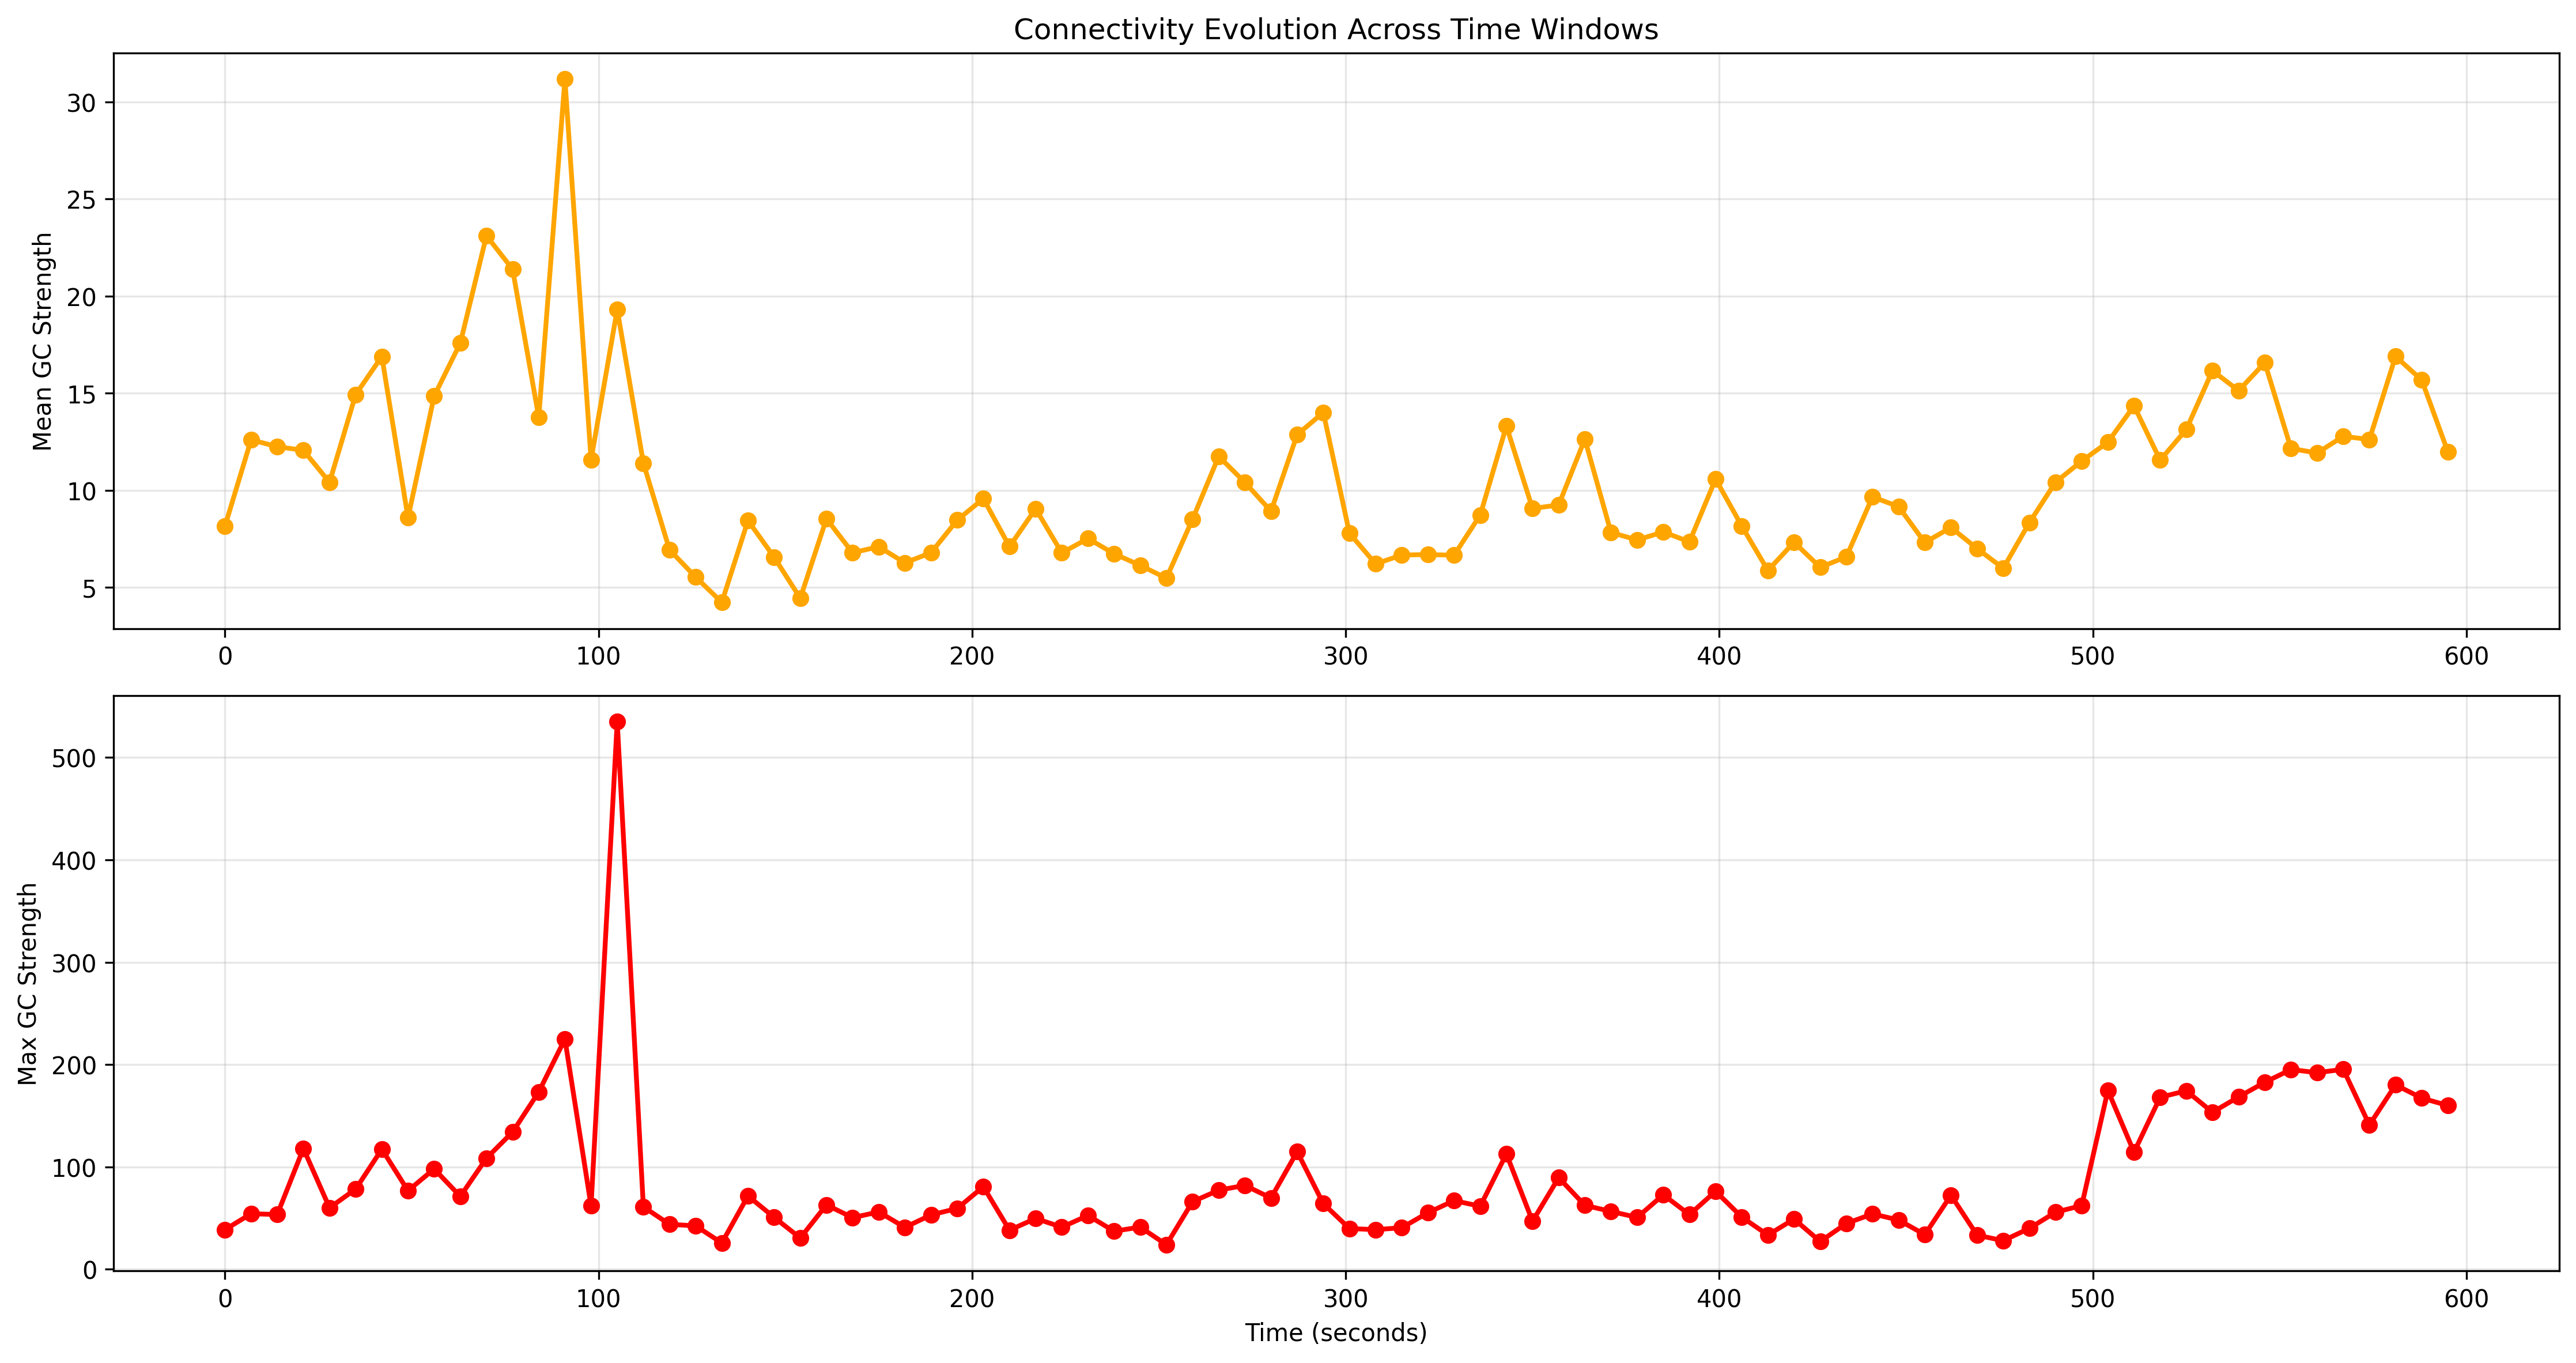 Connectivity Evolution Across Time Windows
Mean GC Strength
30
25
20
15
10
5
0 100 200 300 400 500 600
Max GC Strength
500
400
300
200
100
0
0 100 200 300 400 500 600
Time (seconds)